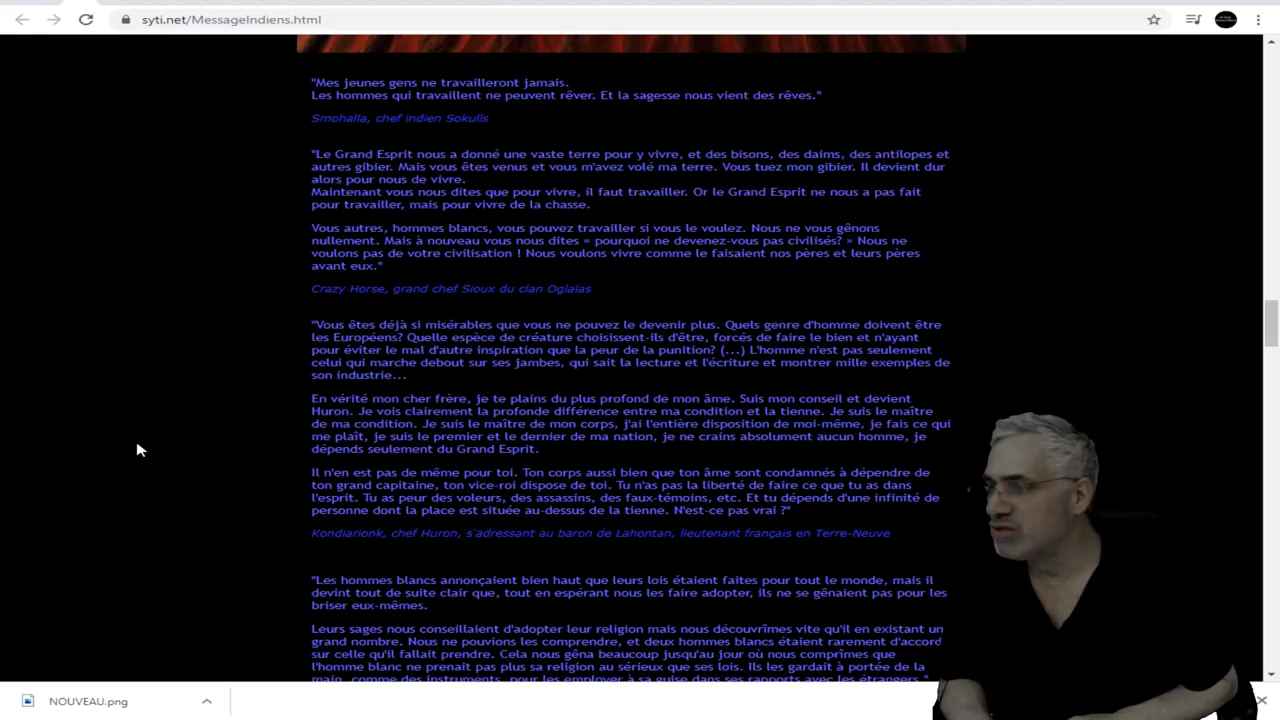 syti.net/MessageIndiens.html
"Mes jeunes gens ne travailleront jamais.
Les hommes qui travaillent ne peuvent rêver. Et la sagesse nous vient des rêves."
Smohalla, chef indien Sokulls
"Le Grand Esprit nous a donné une vaste terre pour y vivre, et des bisons, des daims, des antilopes et
autres gibier. Mais vous êtes venus et vous m'avez volé ma terre. Vous tuez mon gibier. Il devient dur
alors pour nous de vivre.
Maintenant vous nous dites que pour vivre, il faut travailler. Or le Grand Esprit ne nous a pas fait
pour travailler, mais pour vivre de la chasse.
Vous autres, hommes blancs, vous pouvez travailler si vous le voulez. Nous ne vous gênons
nullement. Mais à nouveau vous nous dites « pourquoi ne devenez-vous pas civilisés? » Nous ne
voulons pas de votre civilisation ! Nous voulons vivre comme le faisaient nos pères et leurs pères
avant eux."
Crazy Horse, grand chef Sioux du clan Oglalas
"Vous êtes déjà si misérables que vous ne pouvez le devenir plus. Quels genre d'homme doivent être
les Européens? Quelle espèce de créature choisissent-ils d'être, forcés de faire le bien et n'ayant
pour éviter le mal d'autre inspiration que la peur de la punition? (...) L'homme n'est pas seulement
celui qui marche debout sur ses jambes, qui sait la lecture et l'écriture et montrer mille exemples de
son industrie...
En vérité mon cher frère, je te plains du plus profond de mon âme. Suis mon conseil et devient
Huron. Je vois clairement la profonde différence entre ma condition et la tienne. Je suis le maître
de ma condition. Je suis le maître de mon corps, j'ai l'entière disposition de moi-même, je fais ce qui
me plaît, je suis le premier et le dernier de ma nation, je ne crains absolument aucun homme, je
dépends seulement du Grand Esprit.
Il n'en est pas de même pour toi. Ton corps aussi bien que ton âme sont condamnés à dépendre de
ton grand capitaine, ton vice-roi dispose de toi. Tu n'as pas la liberté de faire ce que tu as dans
l'esprit. Tu as peur des voleurs, des assassins, des faux-témoins, etc. Et tu dépends d'une infinité de
personne dont la place est située au-dessus de la tienne. N'est-ce pas vrai ?"
Kondiarionk, chef Huron, s'adressant au baron de Lahontan, lieutenant français en Terre-Neuve
"Les hommes blancs annonçaient bien haut que leurs lois étaient faites pour tout le monde, mais il
devint tout de suite clair que, tout en espérant nous les faire adopter, ils ne se gênaient pas pour les
briser eux-mêmes.
Leurs sages nous conseillaient d'adopter leur religion mais nous découvrîmes vite qu'il en existant un
grand nombre. Nous ne pouvions les comprendre, et deux hommes blancs étaient rarement d'accord
sur celle qu'il fallait prendre. Cela nous gêna beaucoup jusqu'au jour où nous comprîmes que
l'homme blanc ne prenait pas plus sa religion au sérieux que ses lois. Ils les gardait à portée de la
main, comme des instruments, pour les employer à sa guise dans ses rapports avec les étrangers."
NOUVEAU.png